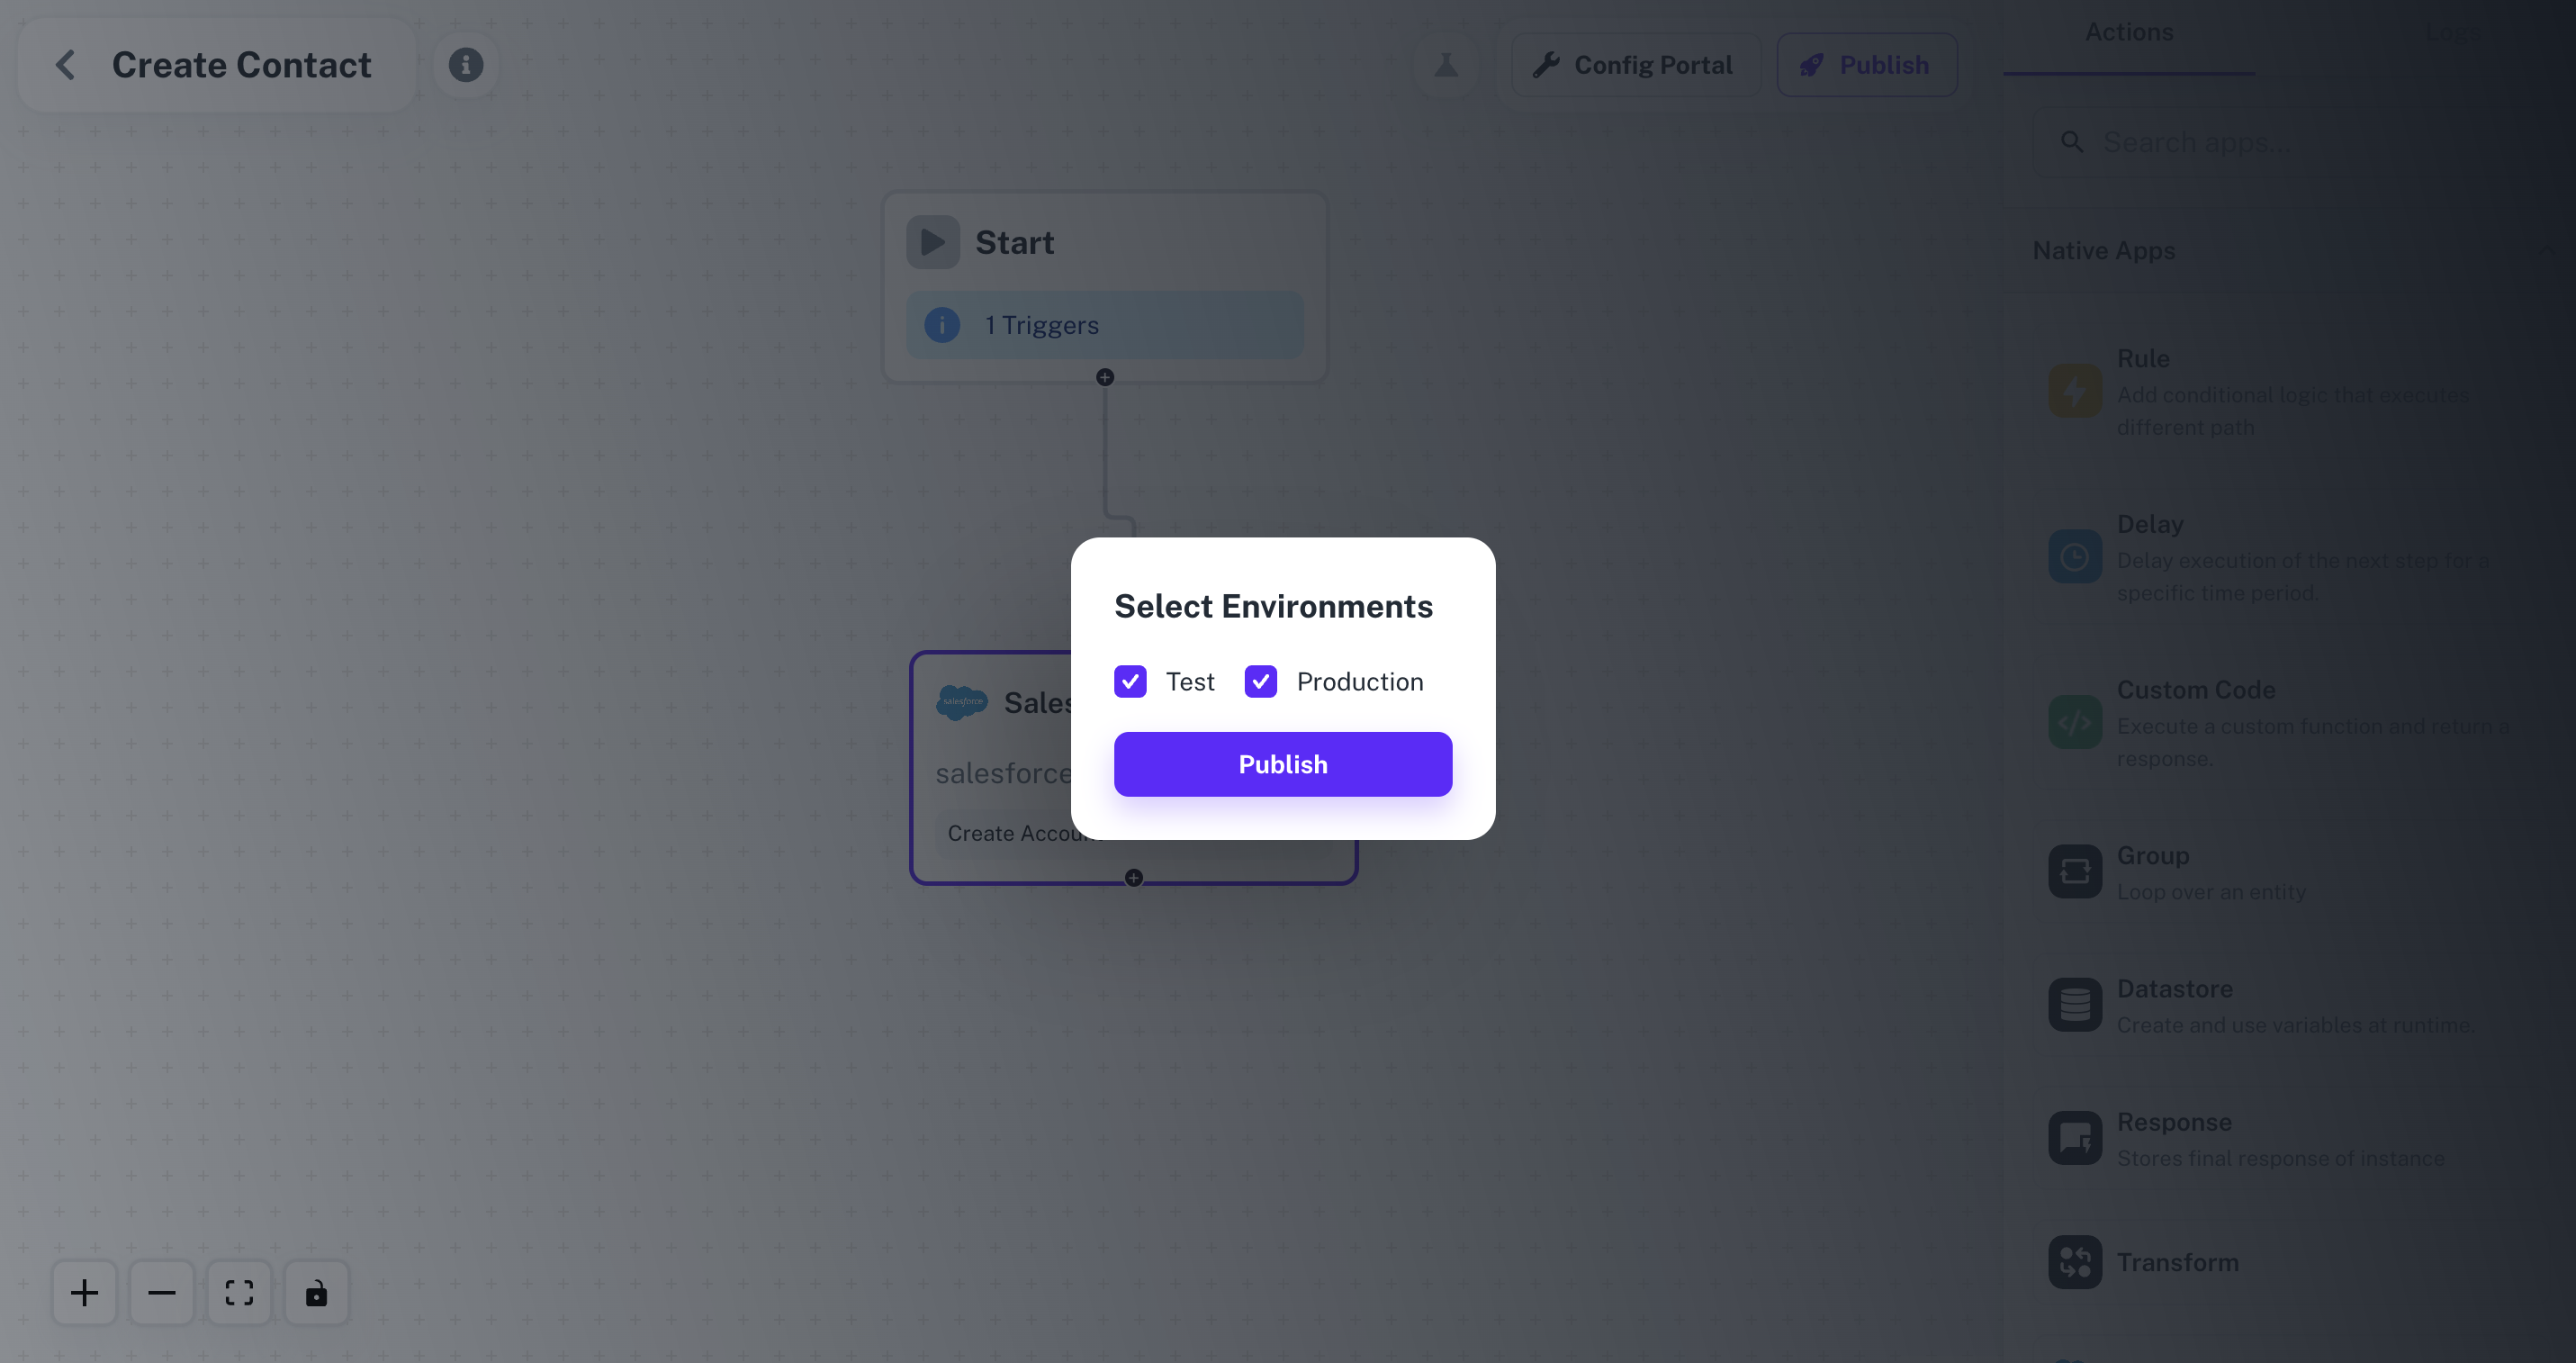 Create Contact
Config Portal
Publish
Actions
Logs
Search apps...
Native Apps
Start
1 Triggers
Rule
Add conditional logic that executes
different path
Delay
Delay execution of the next step for a
specific time period.
Select Environments
Test
Production
Publish
salesforce
Sales
salesforce
Create Accoun
Custom Code
Execute a custom function and return a
response.
Group
Loop over an entity
Datastore
Create and use variables at runtime.
Response
Stores final response of instance
Transform